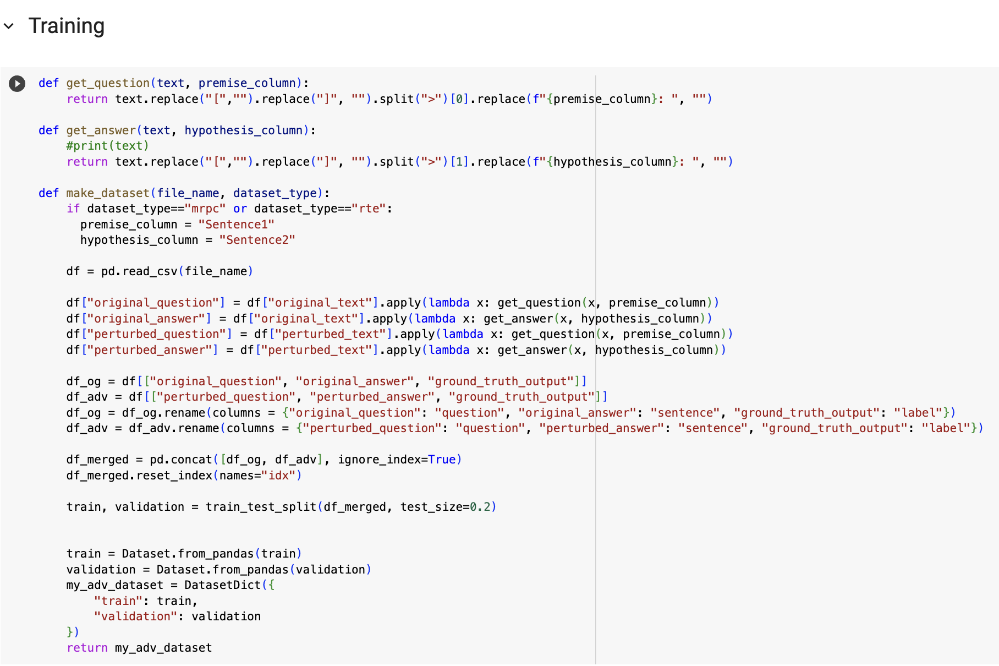 Training
def get_question(text, premise_column):
    return text.replace("[","").replace("]", "").split(">")[0].replace(f"{premise_column}: ", "")

def get_answer(text, hypothesis_column):
    #print(text)
    return text.replace("[","").replace("]", "").split(">")[1].replace(f"{hypothesis_column}: ", "")

def make_dataset(file_name, dataset_type):
    if dataset_type=="mrpc" or dataset_type=="rte":
      premise_column = "Sentence1"
      hypothesis_column = "Sentence2"

    df = pd.read_csv(file_name)

    df["original_question"] = df["original_text"].apply(lambda x: get_question(x, premise_column))
    df["original_answer"] = df["original_text"].apply(lambda x: get_answer(x, hypothesis_column))
    df["perturbed_question"] = df["perturbed_text"].apply(lambda x: get_question(x, premise_column))
    df["perturbed_answer"] = df["perturbed_text"].apply(lambda x: get_answer(x, hypothesis_column))

    df_og = df[["original_question", "original_answer", "ground_truth_output"]]
    df_adv = df[["perturbed_question", "perturbed_answer", "ground_truth_output"]]
    df_og = df_og.rename(columns = {"original_question": "question", "original_answer": "sentence", "ground_truth_output": "label"})
    df_adv = df_adv.rename(columns = {"perturbed_question": "question", "perturbed_answer": "sentence", "ground_truth_output": "label"})

    df_merged = pd.concat([df_og, df_adv], ignore_index=True)
    df_merged.reset_index(names="idx")

    train, validation = train_test_split(df_merged, test_size=0.2)


    train = Dataset.from_pandas(train)
    validation = Dataset.from_pandas(validation)
    my_adv_dataset = DatasetDict({
        "train": train,
        "validation": validation
    })
    return my_adv_dataset